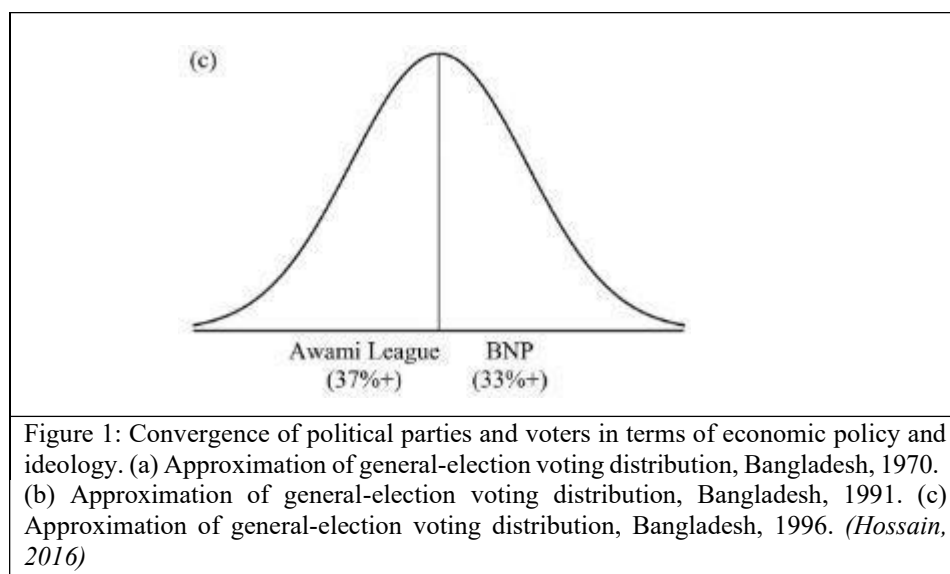 (c)
Awami League BNP
(37%+) (33%+)
Figure 1: Convergence of political parties and voters in terms of economic policy and
ideology. (a) Approximation of general-election voting distribution, Bangladesh, 1970.
(b) Approximation of general-election voting distribution, Bangladesh, 1991. (c)
Approximation of general-election voting distribution, Bangladesh, 1996. (Hossain,
2016)